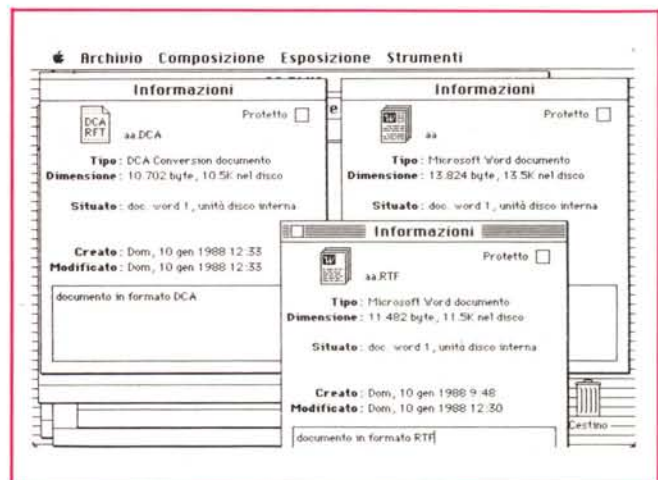 Archivio Composizione Esposizione Strumenti
Informazioni
DCA
RFT
aa.DCA
Protetto
Tipo: DCA Conversion documento
Dimensione: 10.702 byte, 10.5K nel disco
Situato: doc. word 1, unità disco interna
Creato: Dom, 10 gen 1988 12:33
Modificato: Dom, 10 gen 1988 12:33
documento in formato DCA
Informazioni
aa
Protetto
Tipo: Microsoft Word documento
Dimensione: 13.824 byte, 13.5K nel disco
Situato: doc. word 1, unità disco interna
Informazioni
aa.RTF
Protetto
Tipo: Microsoft Word documento
Dimensione: 11.482 byte, 11.5K nel disco
Situato: doc. word 1, unità disco interna
Creato: Dom, 10 gen 1988 9:48
Modificato: Dom, 10 gen 1988 12:30
documento in formato RTF
Cestino